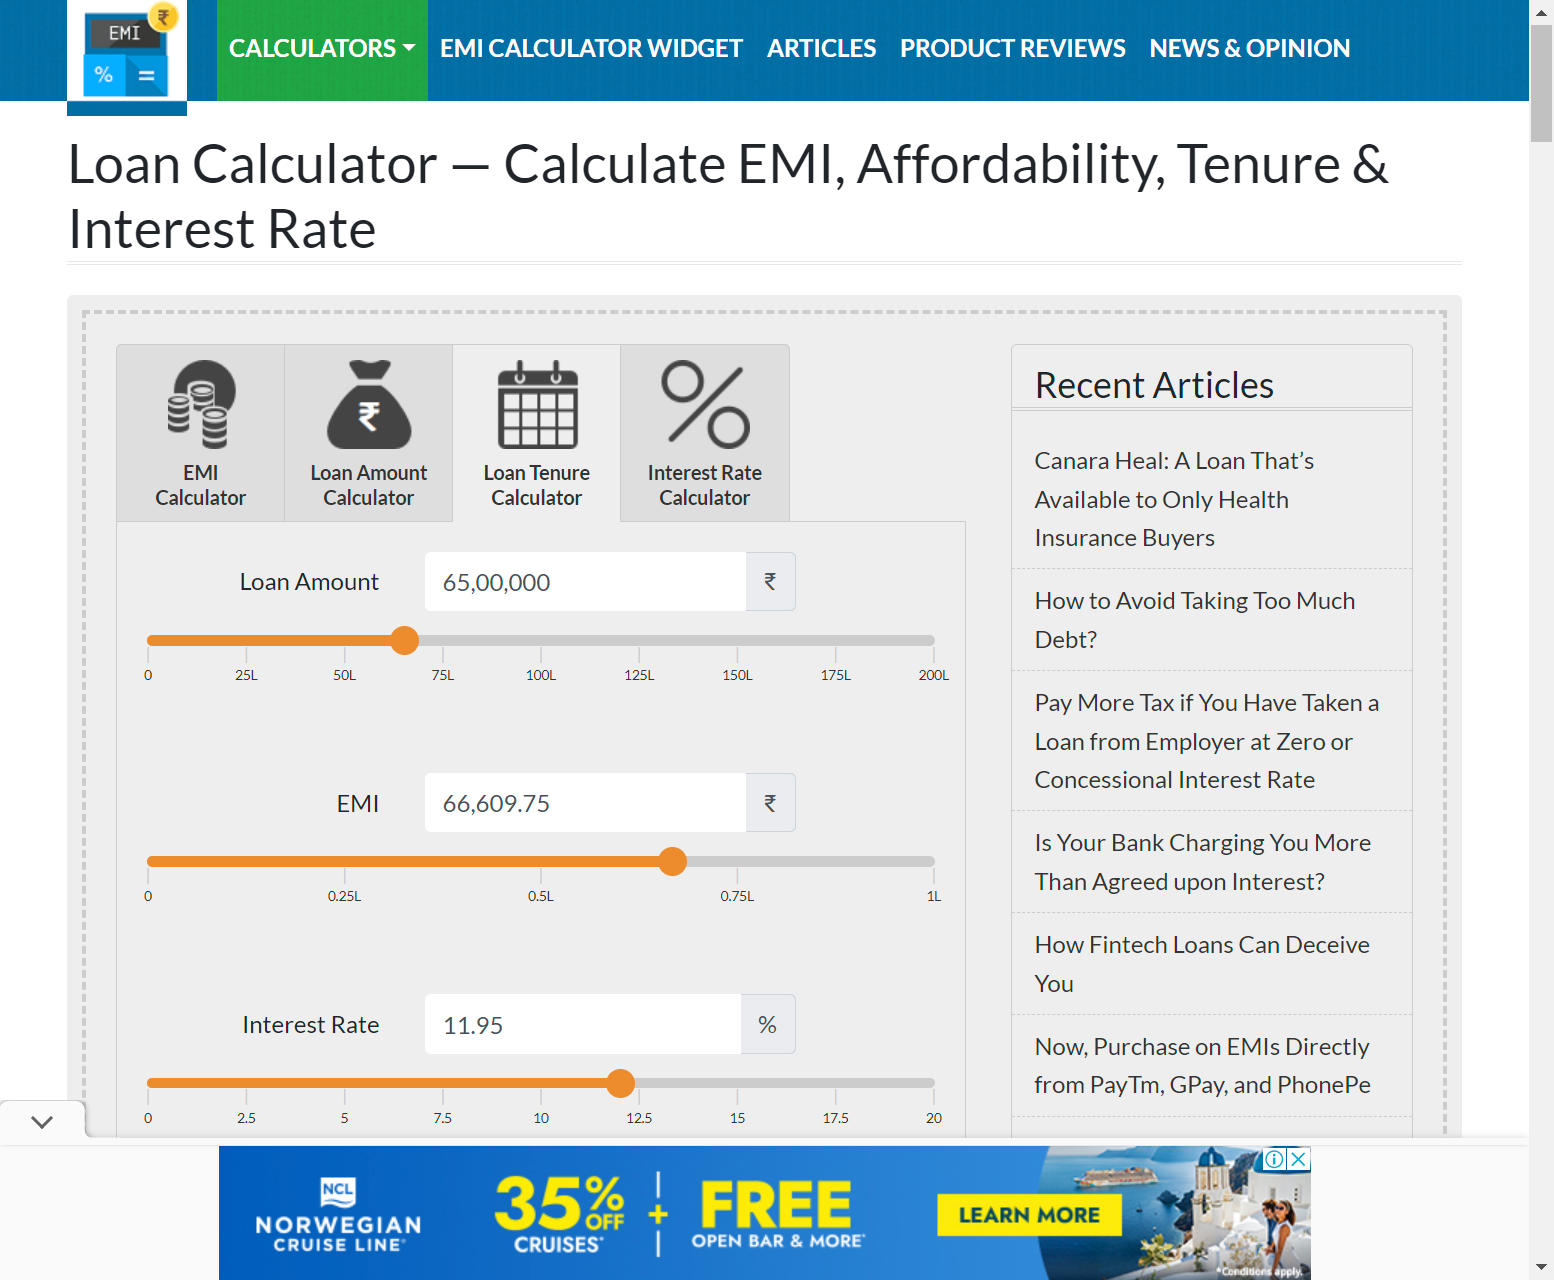 EMI
₹
%
=
CALCULATORS
EMI CALCULATOR WIDGET
ARTICLES
PRODUCT REVIEWS
NEWS & OPINION
Loan Calculator — Calculate EMI, Affordability, Tenure &
Interest Rate
EMI
Calculator
₹
Loan Amount
Calculator
Loan Tenure
Calculator
Interest Rate
Calculator
Loan Amount
65,00,000
₹
0 25L 50L 75L 100L 125L 150L 175L 200L
EMI
66,609.75
₹
0 0.25L 0.5L 0.75L 1L
Interest Rate
11.95
%
0 2.5 5 7.5 10 12.5 15 17.5 20
Recent Articles
Canara Heal: A Loan That’s
Available to Only Health
Insurance Buyers
How to Avoid Taking Too Much
Debt?
Pay More Tax if You Have Taken a
Loan from Employer at Zero or
Concessional Interest Rate
Is Your Bank Charging You More
Than Agreed upon Interest?
How Fintech Loans Can Deceive
You
Now, Purchase on EMIs Directly
from PayTm, GPay, and PhonePe
NCL
NORWEGIAN
CRUISE LINE®
35% OFF
CRUISES*
+
FREE
OPEN BAR & MORE*
LEARN MORE
*Conditions apply.